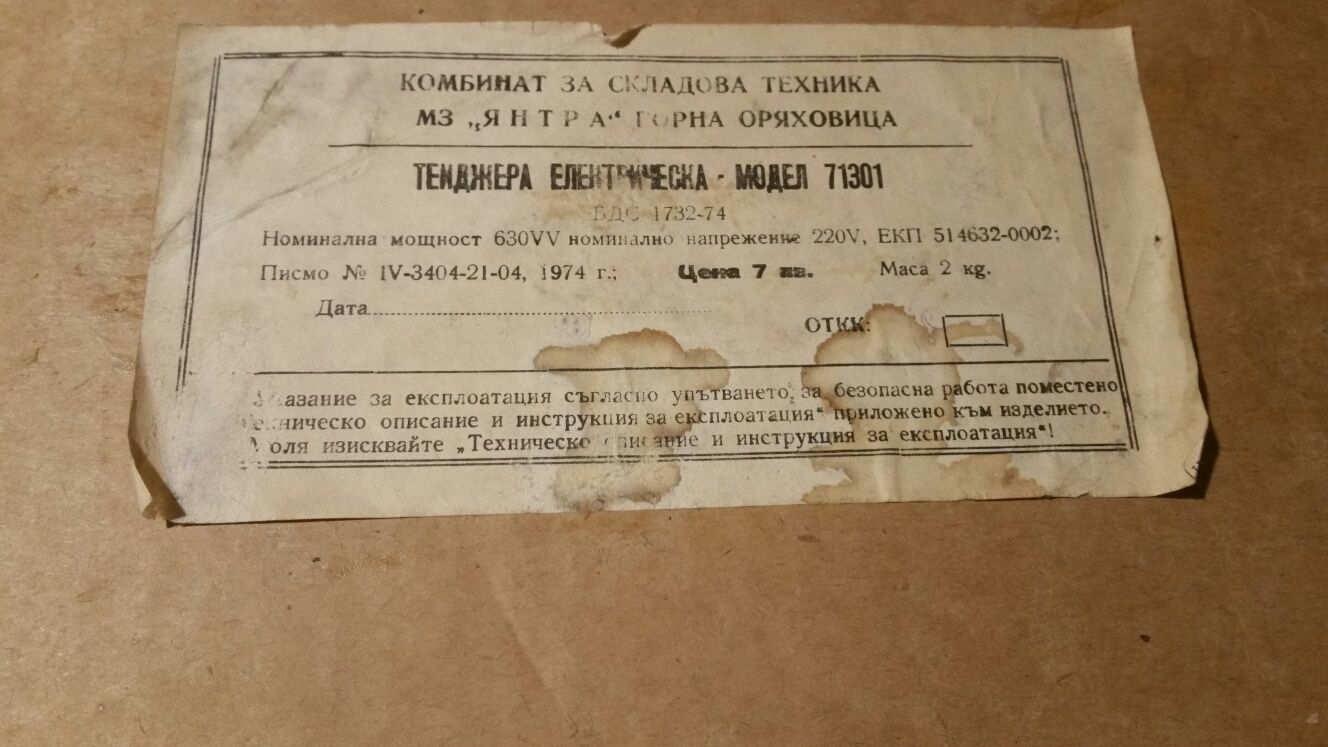 КОМБИНАТ ЗА СКЛАДОВА ТЕХНИКА
МЗ „ЯНТРА“ ГОРНА ОРЯХОВИЦА
ТЕНДЖЕРА ЕЛЕКТРИЧЕСКА - МОДЕЛ 71301
БДС 1732-74
Номинална мощност 630VV номинално напрежение 220V, ЕКП 514632-0002;
Писмо № IV-3404-21-04, 1974 г.; Цена 7 лв. Маса 2 kg.
Дата
ОТКК:
за експлоатация съгласно упътването, за безопасна работа поместено
описание и инструкция за експлоатация“ приложено към изделието.
изисквайте „Техническо описание и инструкция за експлоатация“!